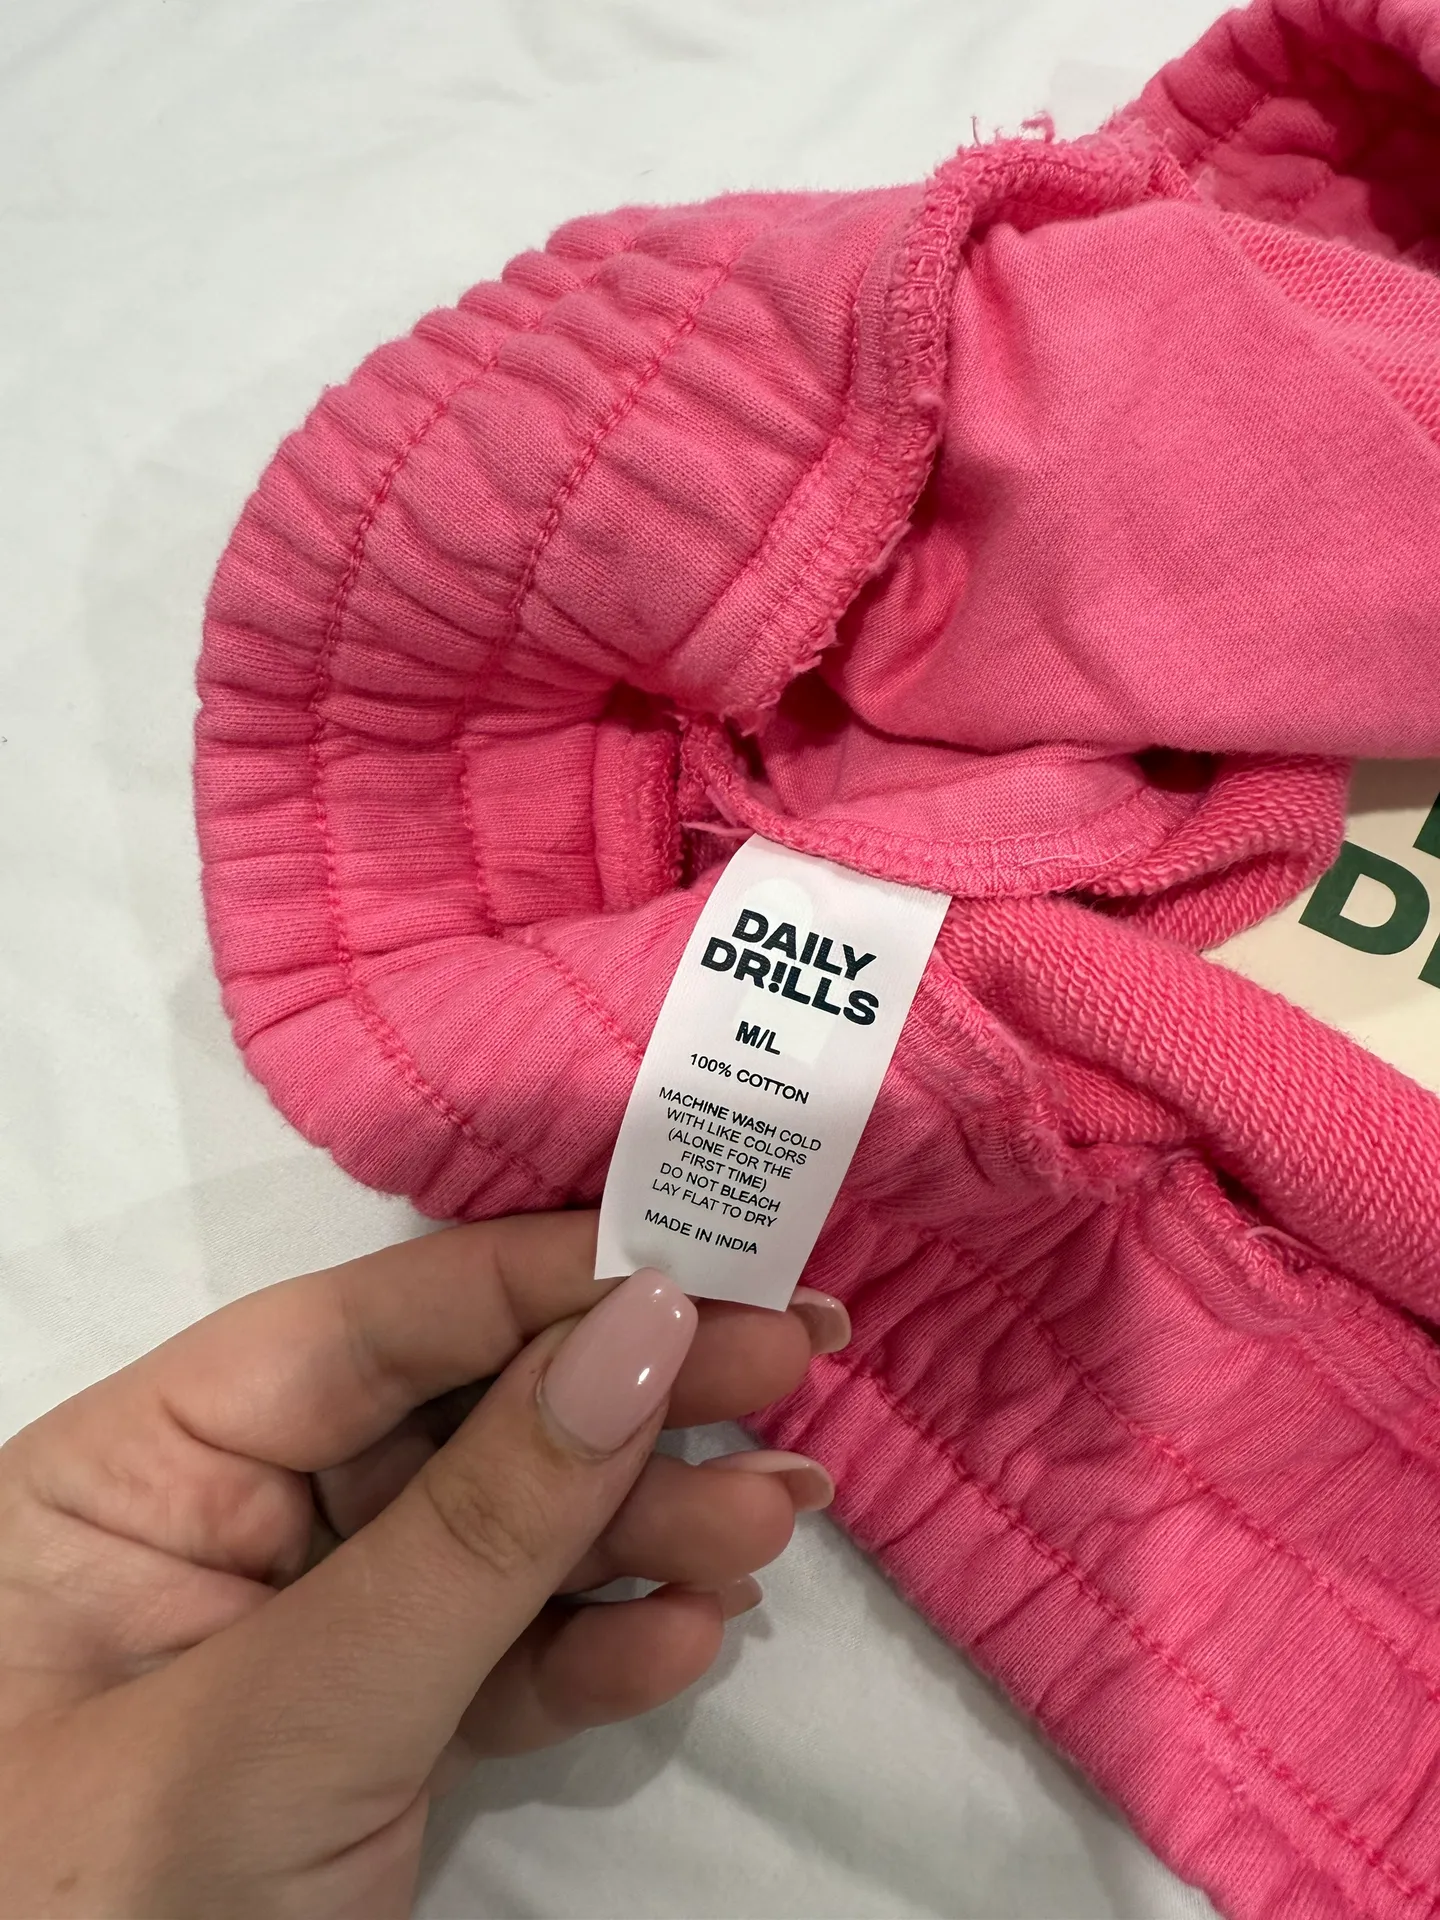 DAILY
DR!LLS
M/L
100% COTTON
MACHINE WASH COLD
WITH LIKE COLORS
(ALONE FOR THE
FIRST TIME)
DO NOT BLEACH
LAY FLAT TO DRY
MADE IN INDIA